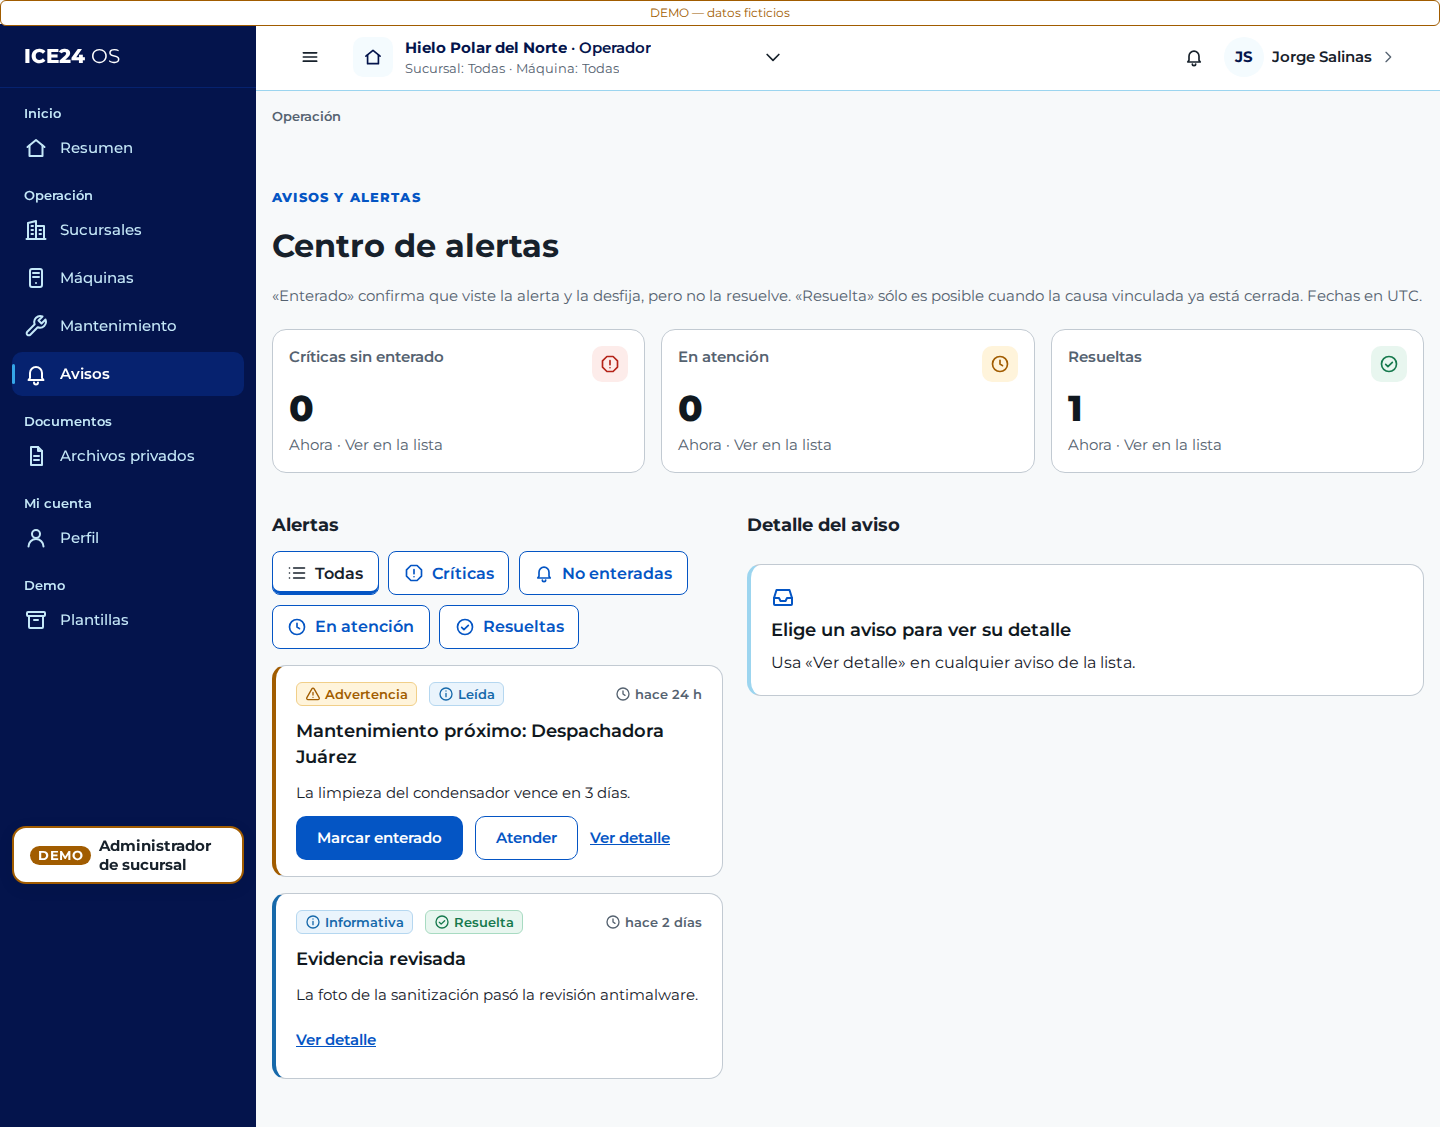 DEMO — datos ficticios
ICE24 OS
Inicio
Resumen
Operación
Sucursales
Máquinas
Mantenimiento
Avisos
Documentos
Archivos privados
Mi cuenta
Perfil
Demo
Plantillas
DEMO
Administrador
de sucursal
Hielo Polar del Norte · Operador
Sucursal: Todas · Máquina: Todas
JS Jorge Salinas
Operación
AVISOS Y ALERTAS
Centro de alertas
«Enterado» confirma que viste la alerta y la desfija, pero no la resuelve. «Resuelta» sólo es posible cuando la causa vinculada ya está cerrada. Fechas en UTC.
Críticas sin enterado
0
Ahora · Ver en la lista
En atención
0
Ahora · Ver en la lista
Resueltas
1
Ahora · Ver en la lista
Alertas
Todas Críticas No enteradas
En atención Resueltas
Advertencia Leída hace 24 h
Mantenimiento próximo: Despachadora
Juárez
La limpieza del condensador vence en 3 días.
Marcar enterado Atender Ver detalle
Informativa Resuelta hace 2 días
Evidencia revisada
La foto de la sanitización pasó la revisión antimalware.
Ver detalle
Detalle del aviso
Elige un aviso para ver su detalle
Usa «Ver detalle» en cualquier aviso de la lista.